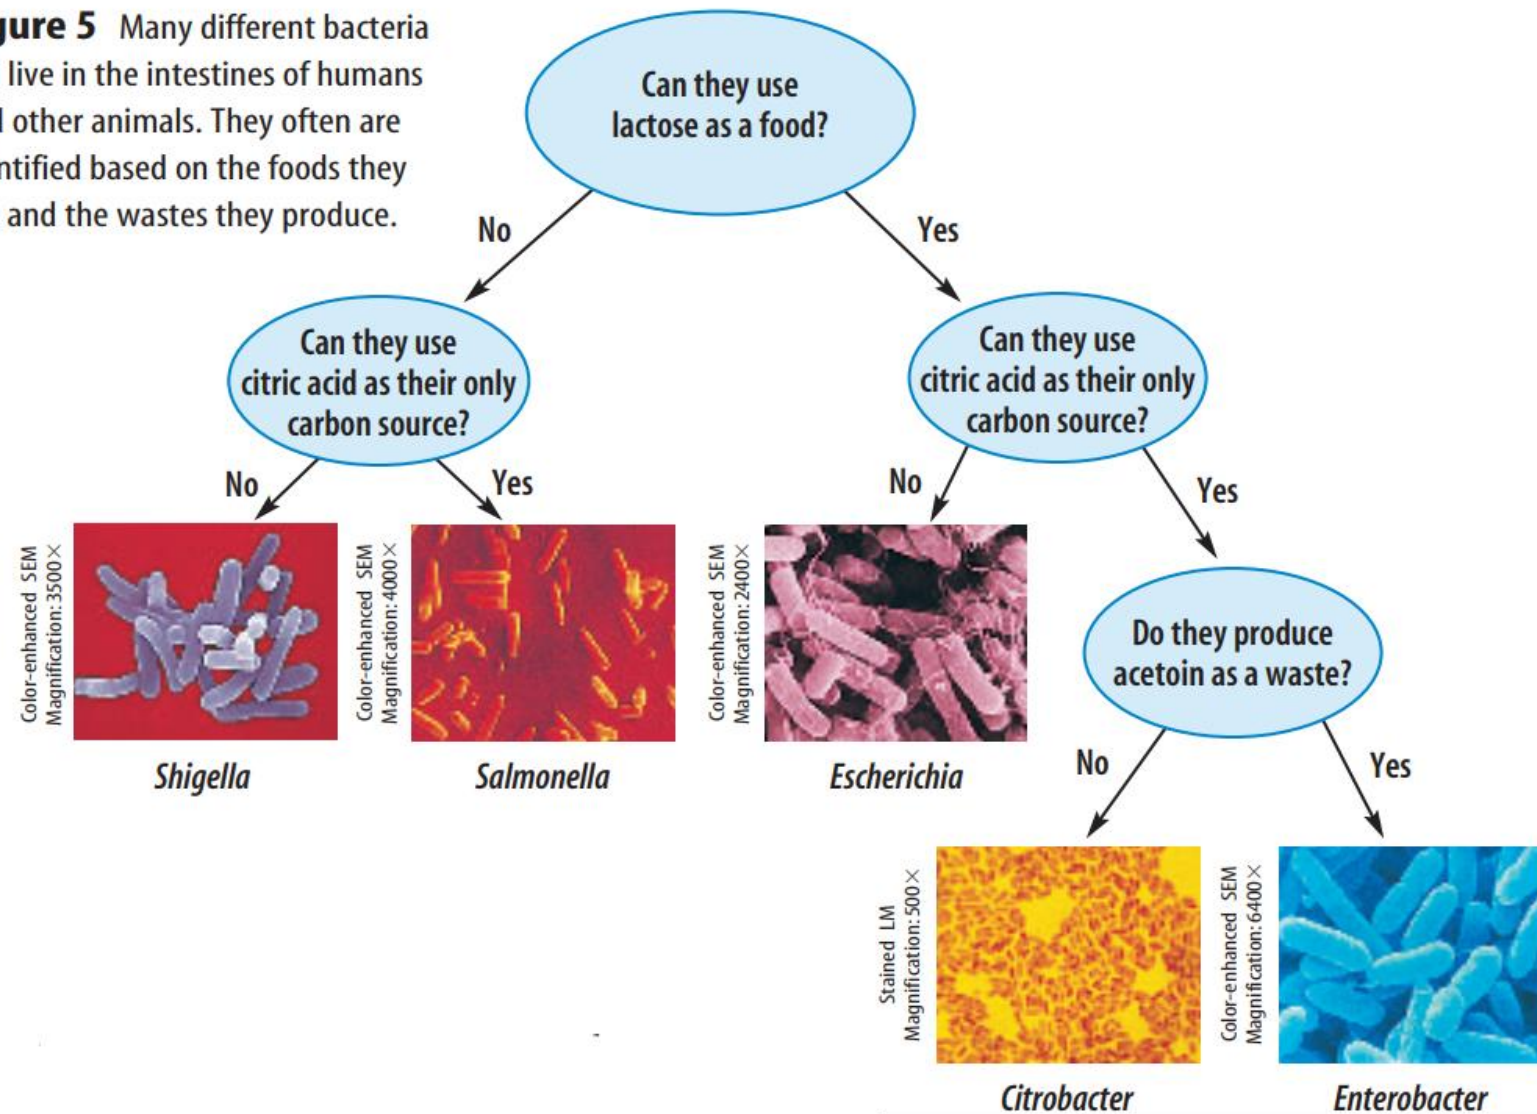 gure 5 Many different bacteria
live in the intestines of humans
other animals. They often are
ntified based on the foods they
and the wastes they produce.
Can they use
lactose as a food?
No
Yes
Can they use
citric acid as their only
carbon source?
Can they use
citric acid as their only
carbon source?
No
Yes
No
Yes
Color-enhanced SEM
Magnification: 3500×
Color-enhanced SEM
Magnification: 4000×
Color-enhanced SEM
Magnification: 2400×
Shigella
Salmonella
Escherichia
Do they produce
acetoin as a waste?
No
Yes
Stained LM
Magnification: 500×
Color-enhanced SEM
Magnification: 6400×
Citrobacter
Enterobacter